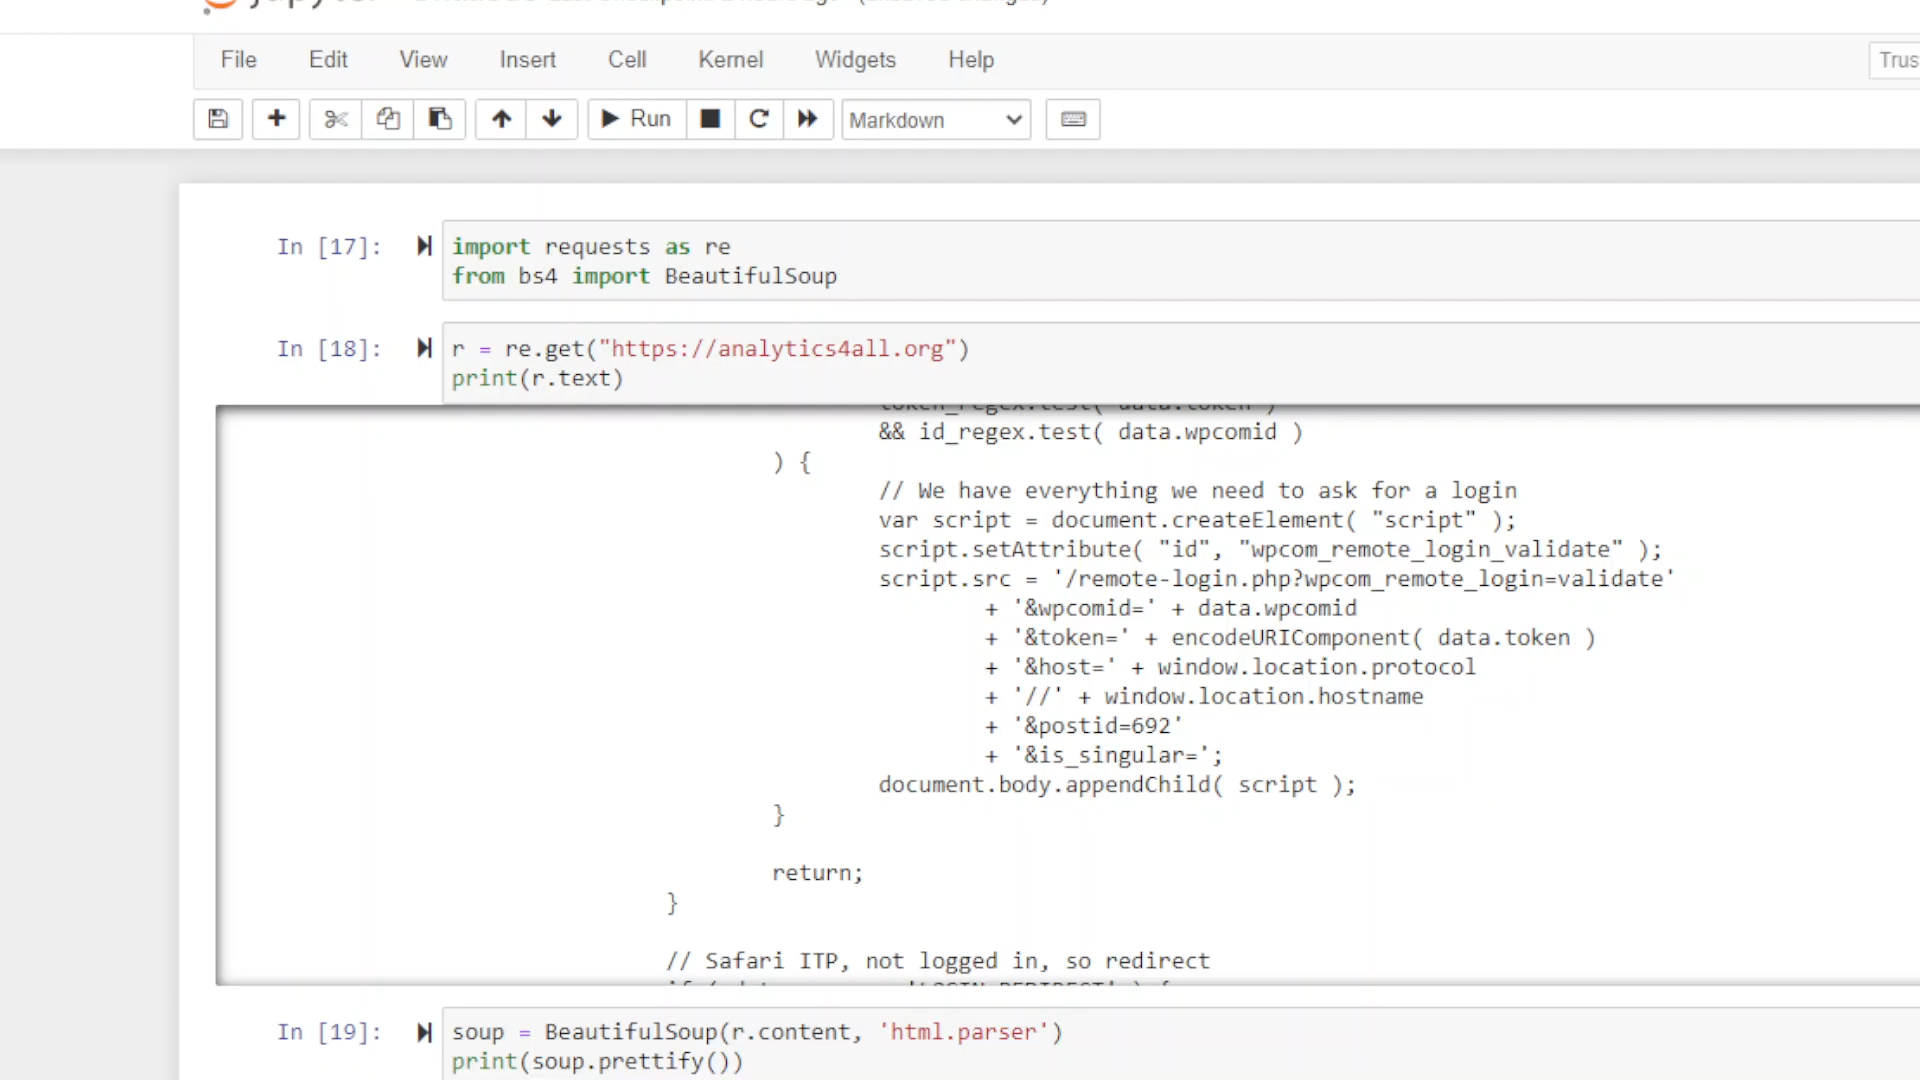 File Edit View Insert Cell Kernel Widgets Help Trus
Run Markdown
In [17]: import requests as re
from bs4 import BeautifulSoup
In [18]: r = re.get("https://analytics4all.org")
print(r.text)
token_regex.test( data.token )
&& id_regex.test( data.wpcomid )
) {
// We have everything we need to ask for a login
var script = document.createElement( "script" );
script.setAttribute( "id", "wpcom_remote_login_validate" );
script.src = '/remote-login.php?wpcom_remote_login=validate'
+ '&wpcomid=' + data.wpcomid
+ '&token=' + encodeURIComponent( data.token )
+ '&host=' + window.location.protocol
+ '//' + window.location.hostname
+ '&postid=692'
+ '&is_singular=';
document.body.appendChild( script );
}
return;
}
// Safari ITP, not logged in, so redirect
In [19]: soup = BeautifulSoup(r.content, 'html.parser')
print(soup.prettify())